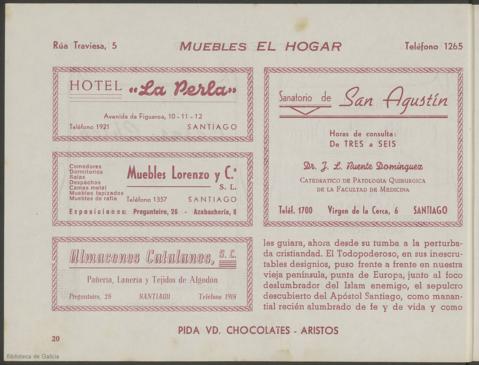 Rúa Traviesa, 5 MUEBLES EL HOGAR Teléfono 1265
HOTEL «La Perla»
Avenida de Figueroa, 10 - 11 - 12
Teléfono 1921 SANTIAGO
Comedores
Dormitorios
Salas
Despachos
Camas metal
Muebles tapizados
Muebles de rafia
Muebles Lorenzo y C.ª
S. L.
Teléfono 1357 SANTIAGO
Exposiciones: Preguntoiro, 26 - Azabachería, 8
Almacenes Catalanes, S. L.
Pañería, Lanería y Tejidos de Algodón
Preguntoiro, 28 SANTIAGO Teléfono 1918
Sanatorio de San Agustín
Horas de consulta:
De TRES a SEIS
Dr. J. L. Puente Domínguez
CATEDRATICO DE PATOLOGIA QUIRURGICA
DE LA FACULTAD DE MEDICINA
Teléf. 1700 Virgen de la Cerca, 6 SANTIAGO
les guiara, ahora desde su tumba a la perturba-
da cristiandad. El Todopoderoso, en sus inescru-
tables designios, puso frente a frente en nuestra
vieja península, punta de Europa, junto al foco
deslumbrador del Islam enemigo, el sepulcro
descubierto del Apóstol Santiago, como manan-
tial recién alumbrado de fe y de vida y como
PIDA VD. CHOCOLATES - ARISTOS
20
Biblioteca de Galicia